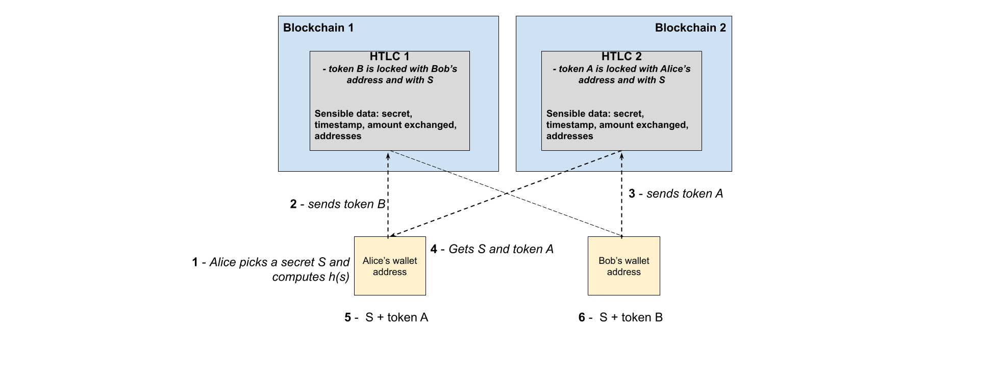 Blockchain 1
HTLC 1
- token B is locked with Bob’s
address and with S
Sensible data: secret,
timestamp, amount exchanged,
addresses
Blockchain 2
HTLC 2
- token A is locked with Alice’s
address and with S
Sensible data: secret,
timestamp, amount exchanged,
addresses
2 - sends token B
3 - sends token A
1 - Alice picks a secret S and
computes h(s)
Alice’s wallet
address
4 - Gets S and token A
Bob’s wallet
address
5 - S + token A
6 - S + token B